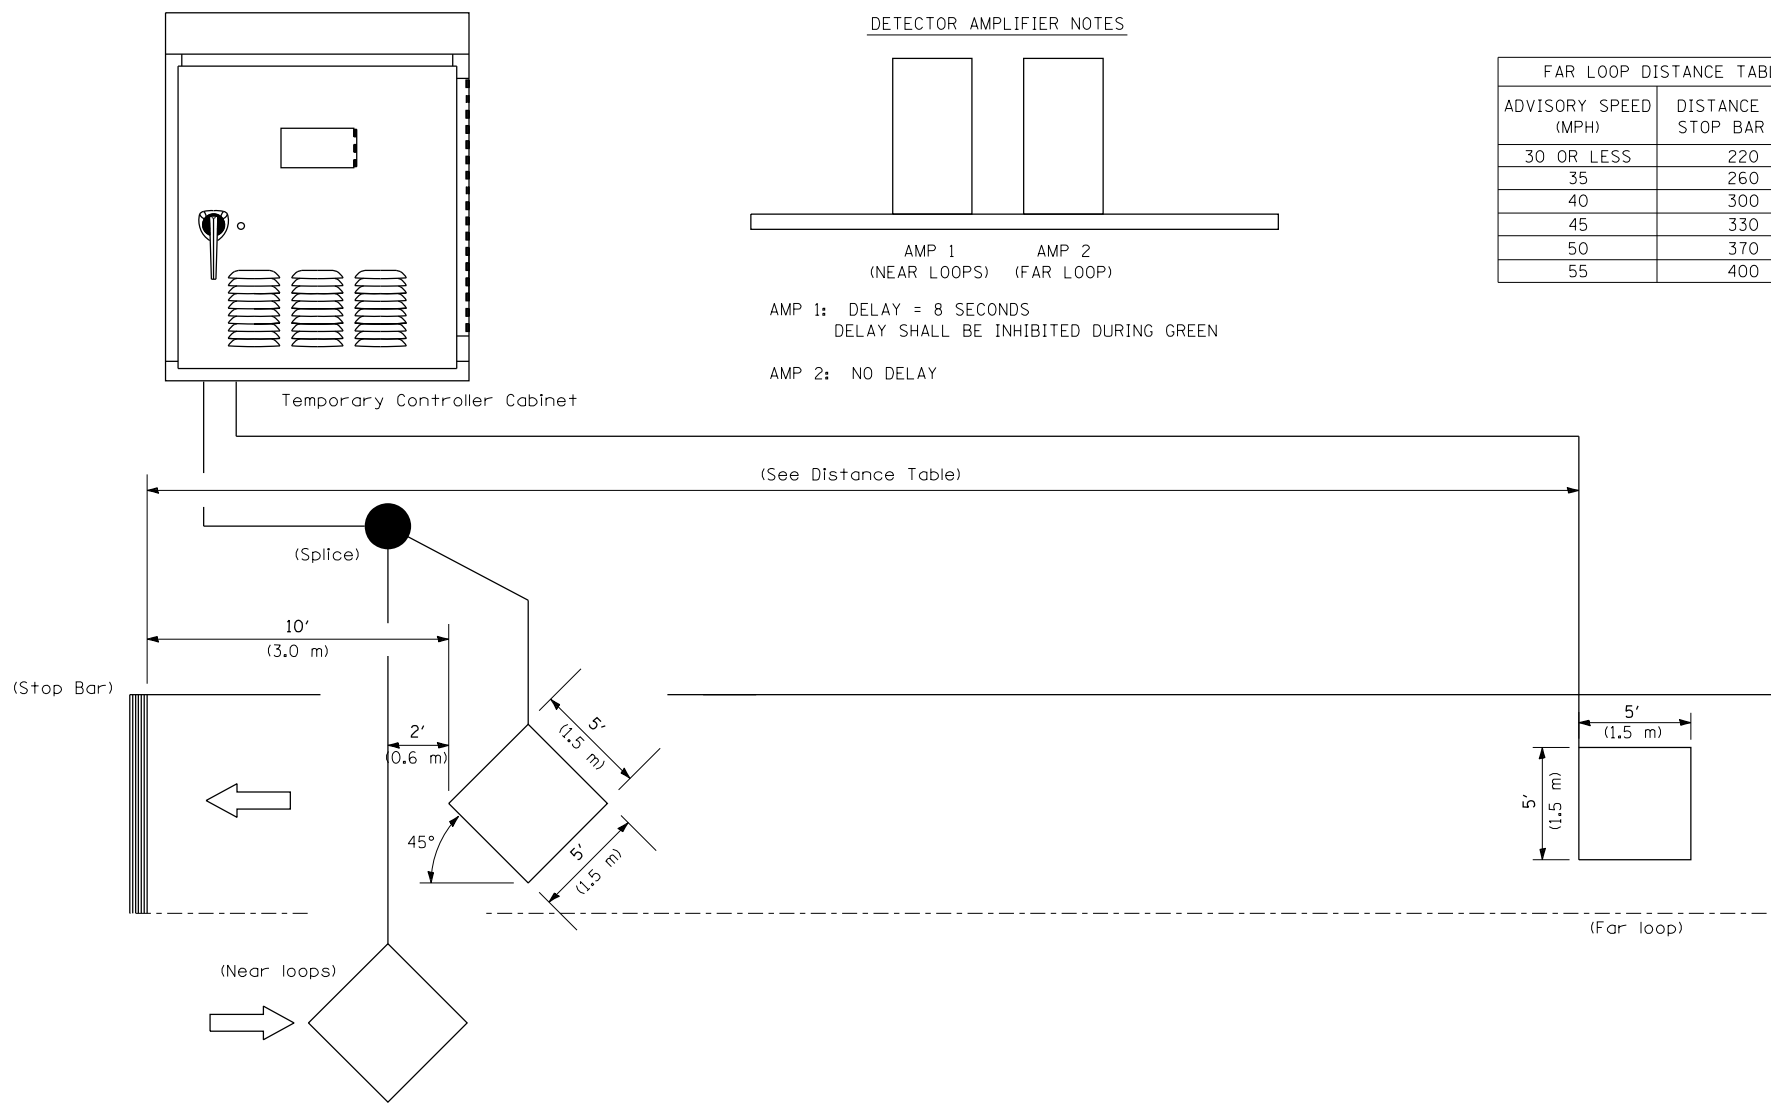 DETECTOR AMPLIFIER NOTES
AMP 1
(NEAR LOOPS)
AMP 2
(FAR LOOP)
AMP 1: DELAY = 8 SECONDS
DELAY SHALL BE INHIBITED DURING GREEN
AMP 2: NO DELAY
FAR LOOP DISTANCE
ADVISORY SPEED
(MPH)
DISTANCE
STOP BAR
30 OR LESS 220
35 260
40 300
45 330
50 370
55 400
Temporary Controller Cabinet
(See Distance Table)
(Splice)
10'
(3.0 m)
(Stop Bar)
2'
(0.6 m)
5'
(1.5 m)
45°
5'
(1.5 m)
5'
(1.5 m)
5'
(1.5 m)
(Far loop)
(Near loops)